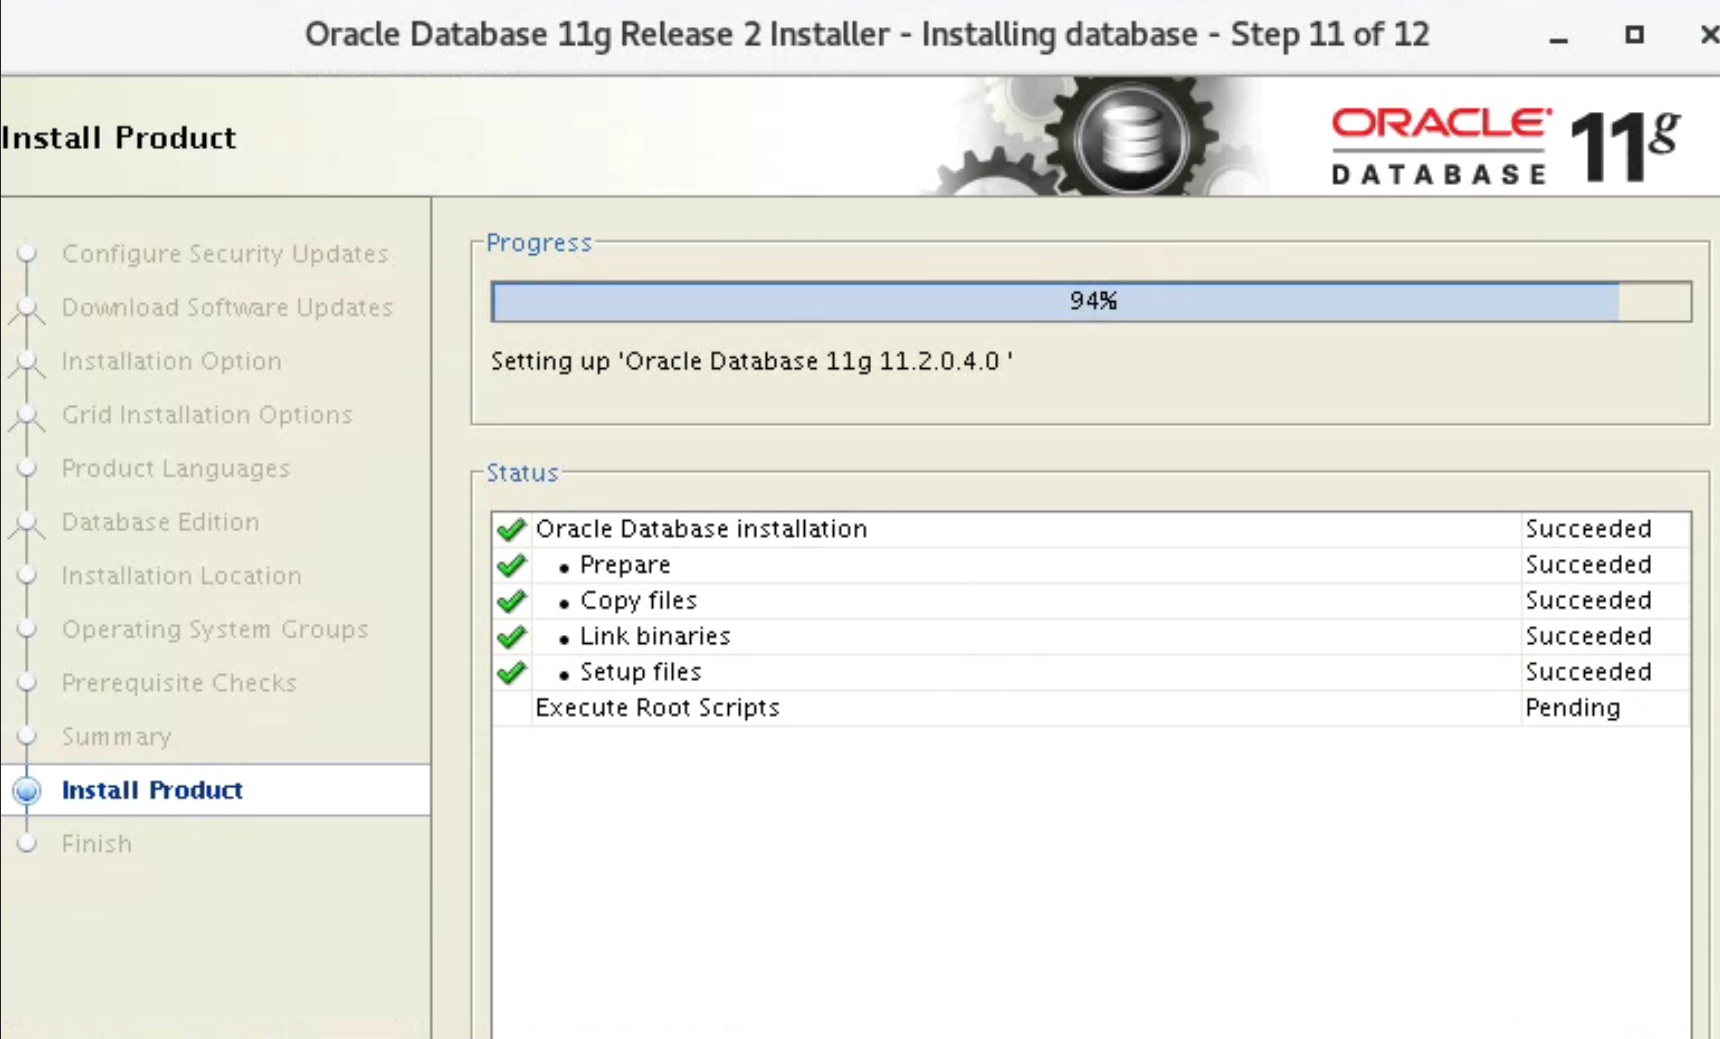 Oracle Database 11g Release 2 Installer - Installing database - Step 11 of 12
Install Product
ORACLE
DATABASE
11g
Configure Security Updates
Download Software Updates
Installation Option
Grid Installation Options
Product Languages
Database Edition
Installation Location
Operating System Groups
Prerequisite Checks
Summary
Install Product
Finish
Progress
94%
Setting up 'Oracle Database 11g 11.2.0.4.0 '
Status
Oracle Database installation Succeeded
• Prepare Succeeded
• Copy files Succeeded
• Link binaries Succeeded
• Setup files Succeeded
Execute Root Scripts Pending